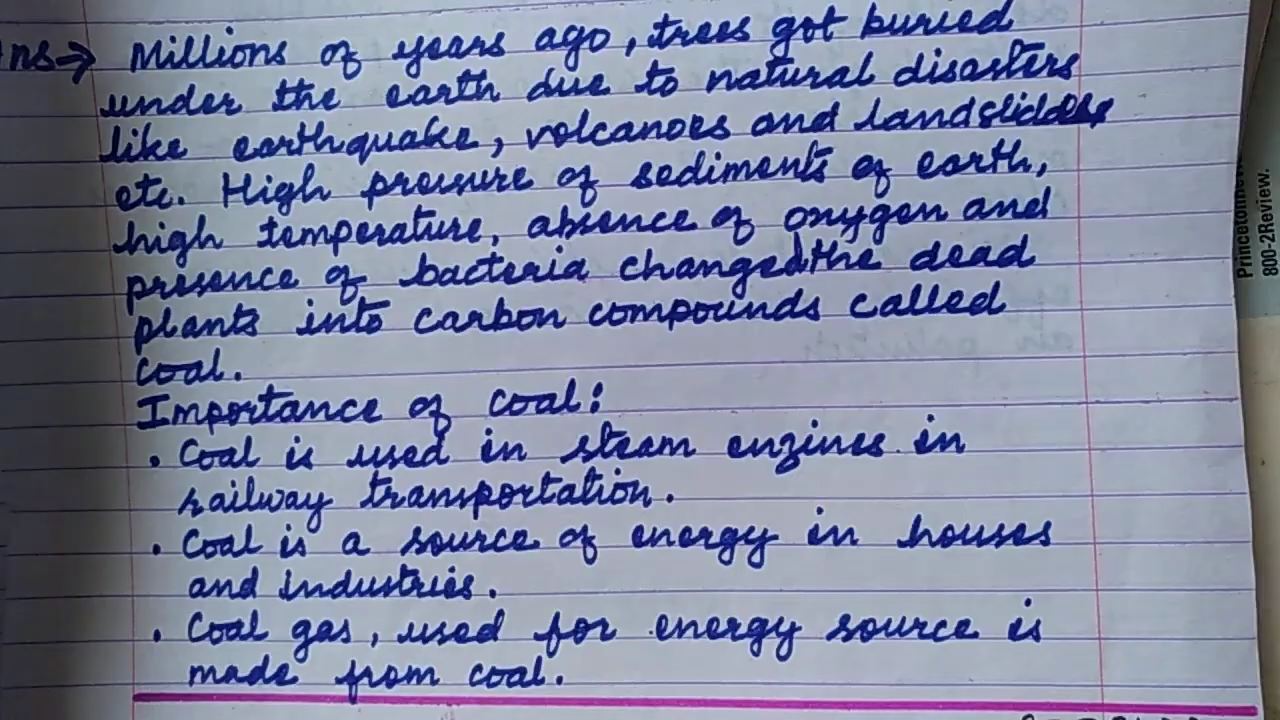 ns→ Millions of years ago, trees got buried
under the earth due to natural disasters
like earthquake, volcanoes and landslides
etc. High pressure of sediments of earth,
high temperature, absence of oxygen and
presence of bacteria changed the dead
plants into carbon compounds called
coal.
Importance of coal:
• Coal is used in steam enzines in
railway transportation.
• Coal is a source of energy in houses
and industries.
• Coal gas, used for energy source is
made from coal.
800-2Review.